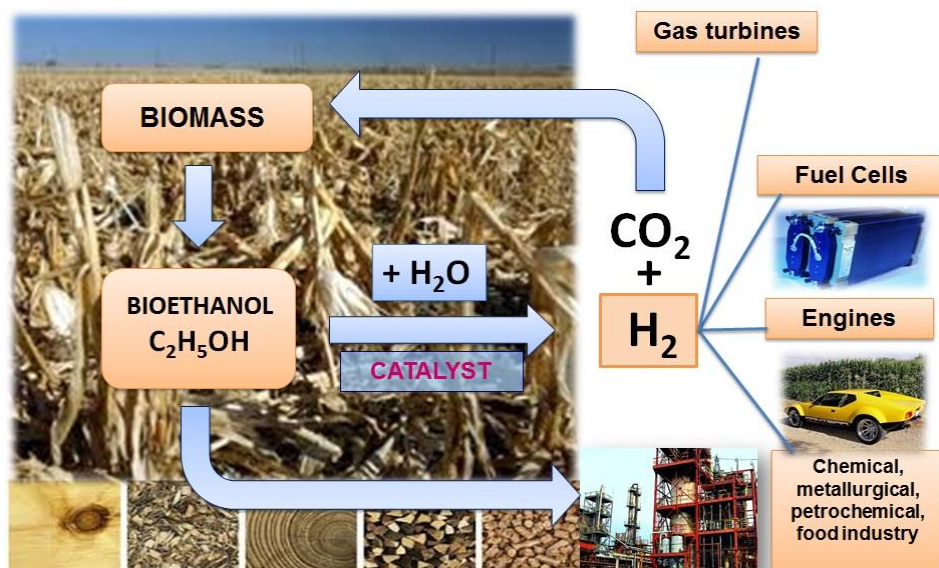 Gas turbines
BIOMASS
Fuel Cells
CO₂
+
H₂
+ H₂O
BIOETHANOL
C₂H₅OH
CATALYST
Engines
Chemical,
metallurgical,
petrochemical,
food industry